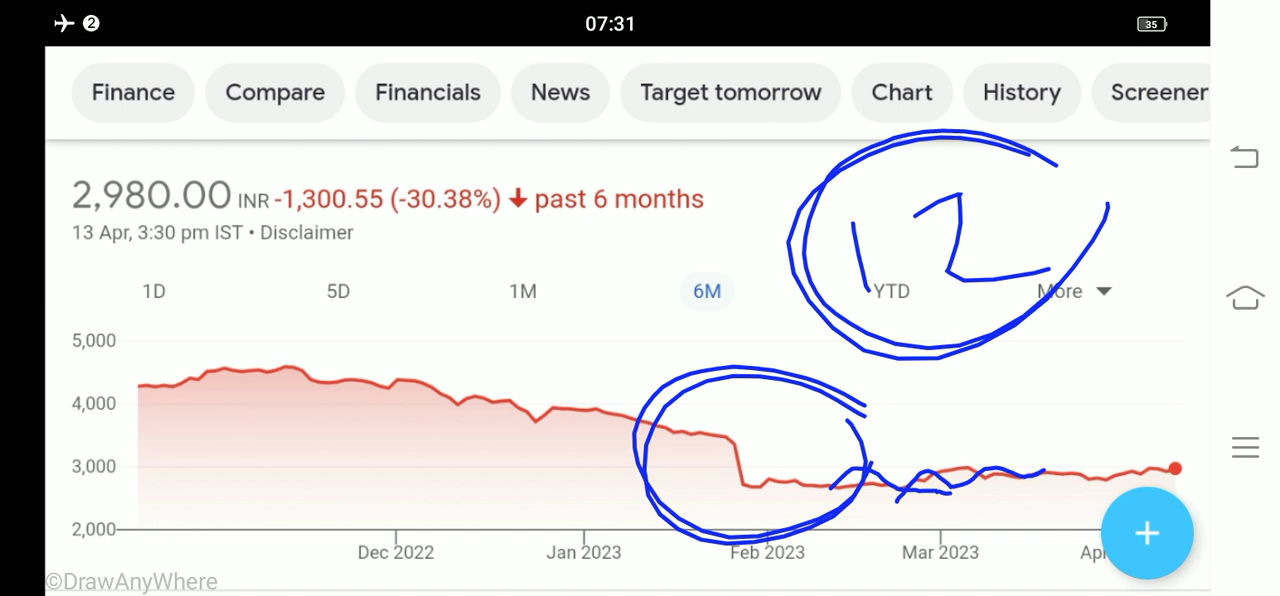 2 07:31 35
Finance Compare Financials News Target tomorrow Chart History Screener
12
2,980.00 INR -1,300.55 (-30.38%) past 6 months
13 Apr, 3:30 pm IST • Disclaimer
1D 5D 1M 6M YTD More
5,000
4,000
3,000
2,000
Dec 2022 Jan 2023 Feb 2023 Mar 2023 Apr
©DrawAnyWhere